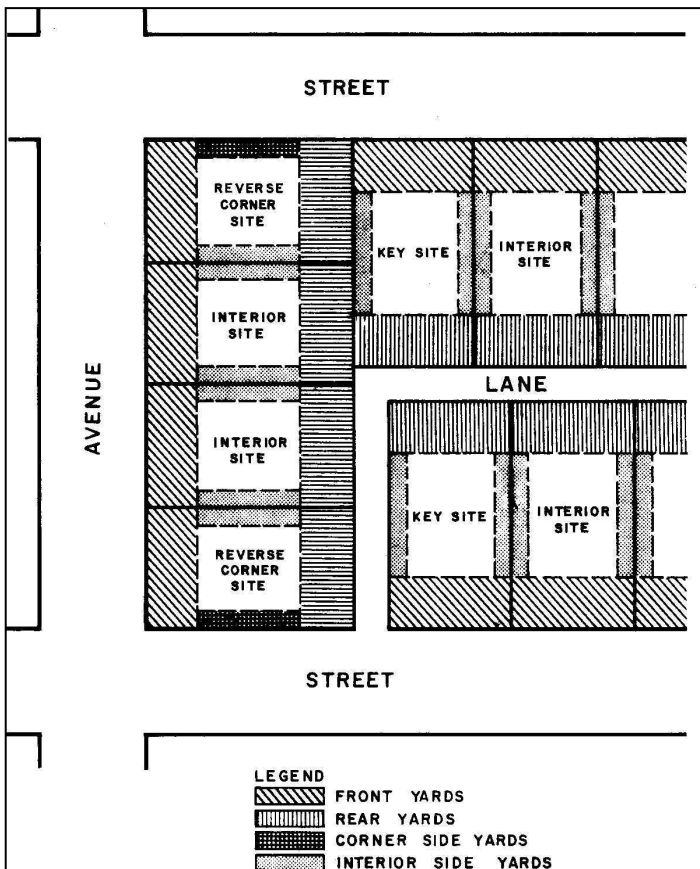 STREET
REVERSE
CORNER
SITE
KEY SITE
INTERIOR
SITE
INTERIOR
SITE
LANE
AVENUE
INTERIOR
SITE
KEY SITE
INTERIOR
SITE
REVERSE
CORNER
SITE
STREET
LEGEND
FRONT YARDS
REAR YARDS
CORNER SIDE YARDS
INTERIOR SIDE YARDS